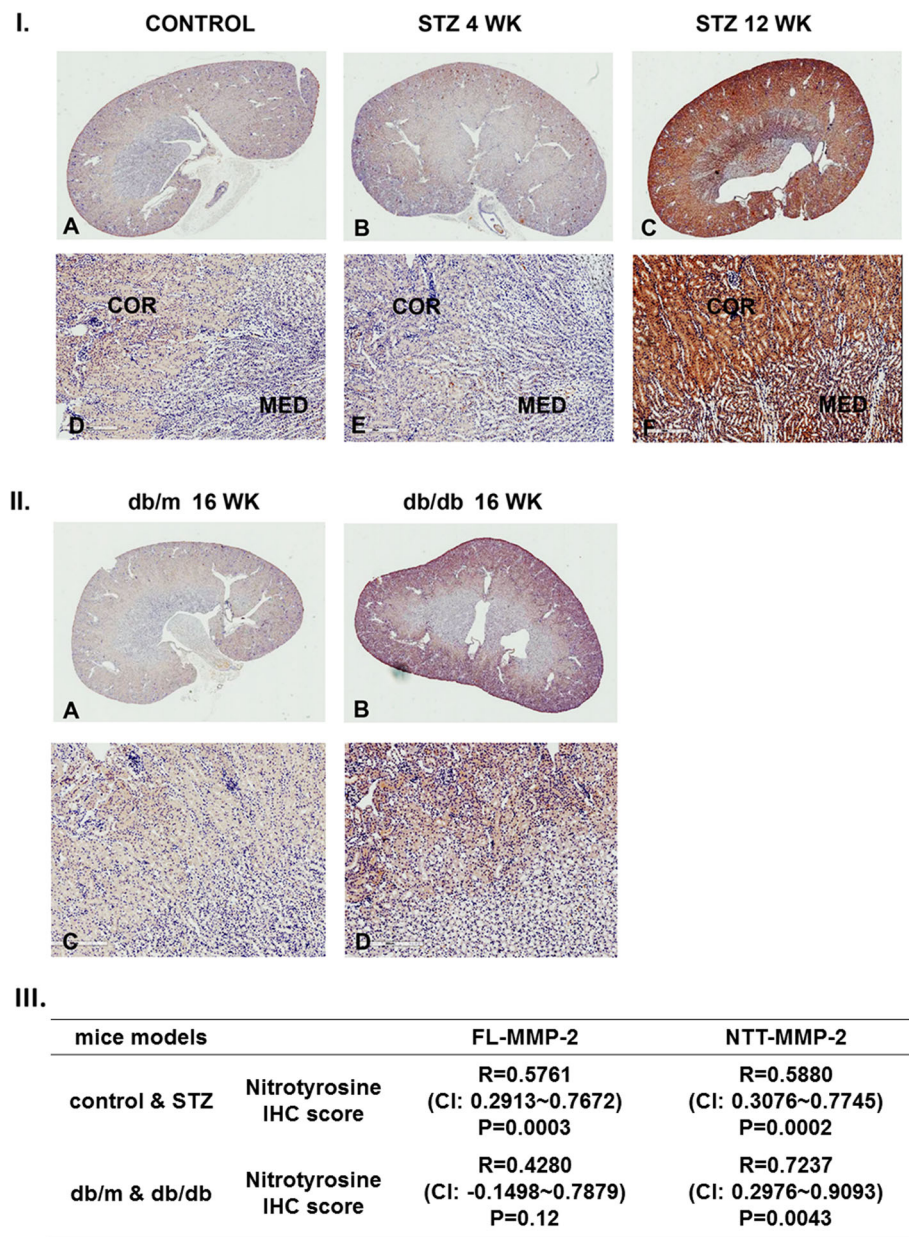 I.
CONTROL STZ 4 WK STZ 12 WK
A B C
COR COR COR
MED MED MED
D E F
II.
db/m 16 WK db/db 16 WK
A B
C D
III.
mice models FL-MMP-2 NTT-MMP-2
control & STZ Nitrotyrosine IHC score R=0.5761 (CI: 0.2913~0.7672) P=0.0003 R=0.5880 (CI: 0.3076~0.7745) P=0.0002
db/m & db/db Nitrotyrosine IHC score R=0.4280 (CI: -0.1498~0.7879) P=0.12 R=0.7237 (CI: 0.2976~0.9093) P=0.0043